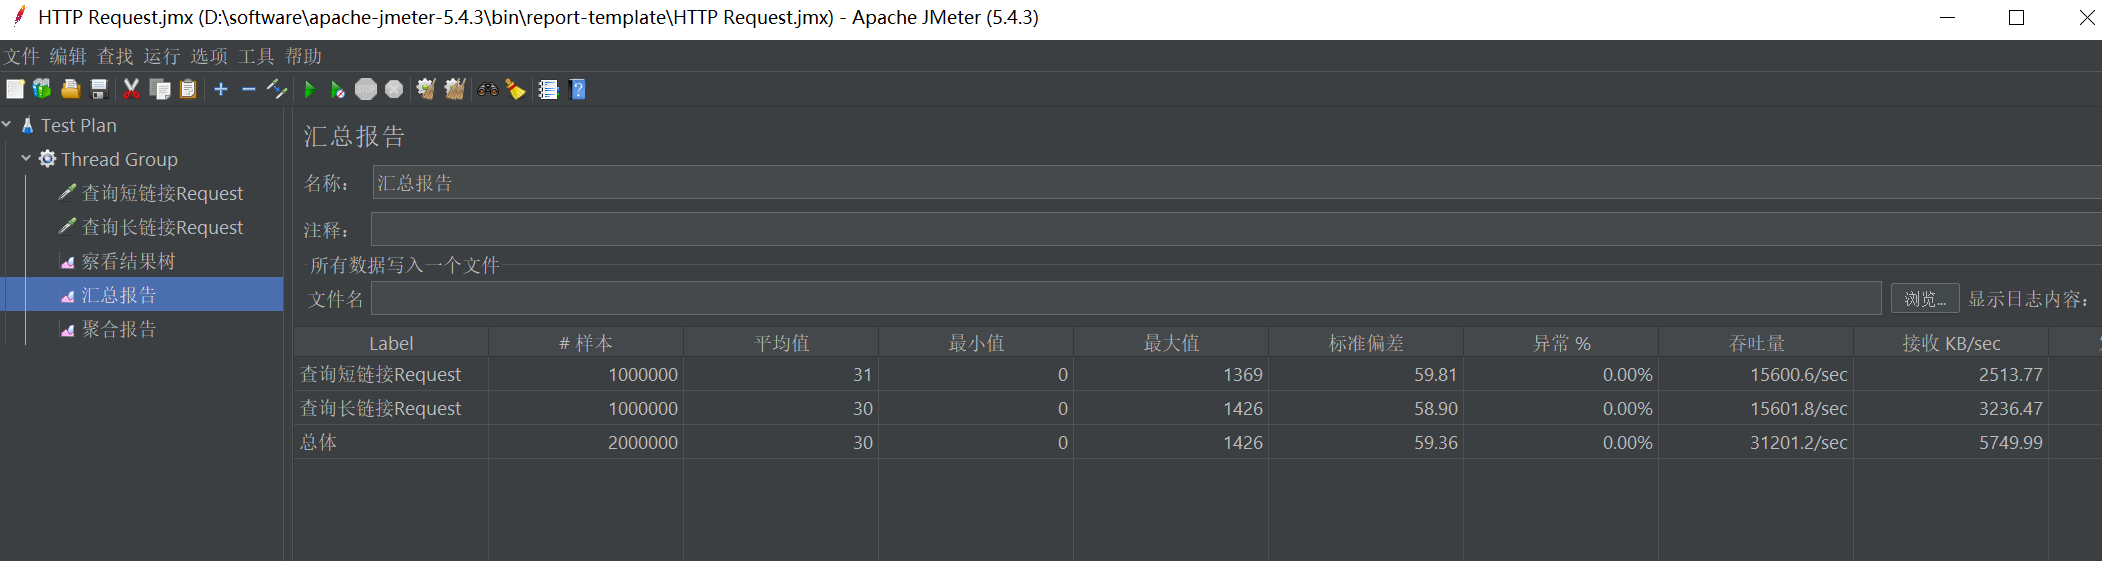 HTTP Request.jmx (D:\software\apache-jmeter-5.4.3\bin\report-template\HTTP Request.jmx) - Apache JMeter (5.4.3)
文件 编辑 查找 运行 选项 工具 帮助
Test Plan
Thread Group
查询短链接Request
查询长链接Request
察看结果树
汇总报告
聚合报告
汇总报告
名称： 汇总报告
注释：
所有数据写入一个文件
文件名 浏览... 显示日志内容：
Label # 样本 平均值 最小值 最大值 标准偏差 异常 % 吞吐量 接收 KB/sec
查询短链接Request 1000000 31 0 1369 59.81 0.00% 15600.6/sec 2513.77
查询长链接Request 1000000 30 0 1426 58.90 0.00% 15601.8/sec 3236.47
总体 2000000 30 0 1426 59.36 0.00% 31201.2/sec 5749.99